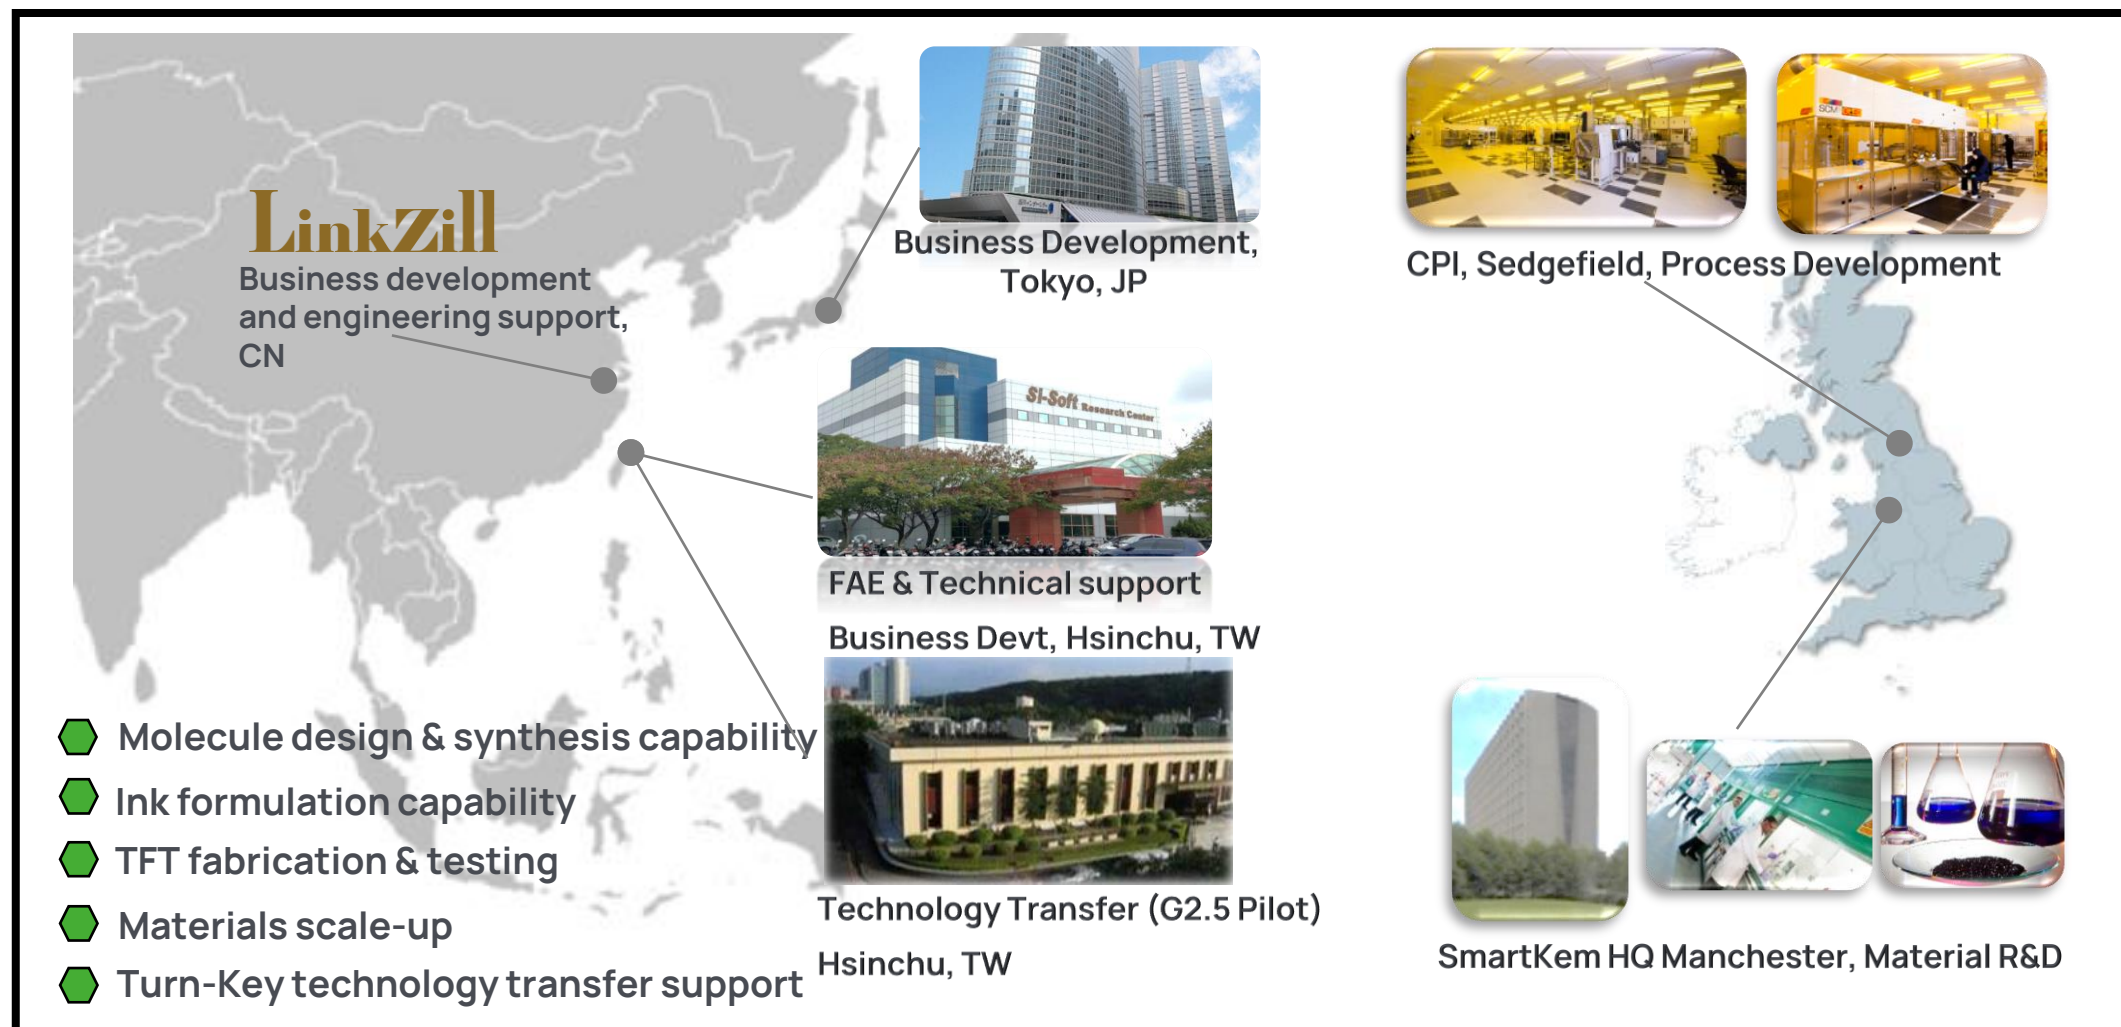 LinkZill
Business development
and engineering support,
CN
Business Development,
Tokyo, JP
Si-Soft Research Center
FAE & Technical support
Business Devt, Hsinchu, TW
Technology Transfer (G2.5 Pilot)
Hsinchu, TW
Molecule design & synthesis capability
Ink formulation capability
TFT fabrication & testing
Materials scale-up
Turn-Key technology transfer support
SCM
CPI, Sedgefield, Process Development
SmartKem HQ Manchester, Material R&D